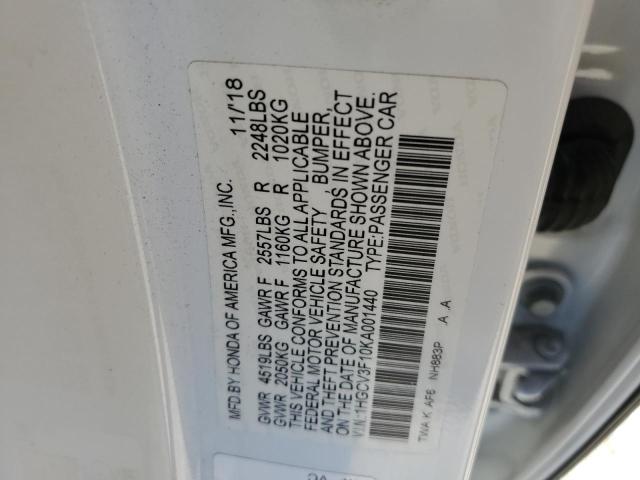 MFD.BY HONDA OF AMERICA MFG.,INC. 11/'18
GVWR 4519LBS GAWR F 2557LBS R 2248LBS
GVWR 2050KG GAWR F 1160KG R 1020KG
THIS VEHICLE CONFORMS TO ALL APPLICABLE
FEDERAL MOTOR VEHICLE SAFETY , BUMPER,
AND THEFT PREVENTION STANDARDS IN EFFECT
ON THE DATE OF MANUFACTURE SHOWN ABOVE.
V.I.N.:1HGCV3F10KA001440 TYPE:PASSENGER CAR
TWA K AF6 NH883P A .A